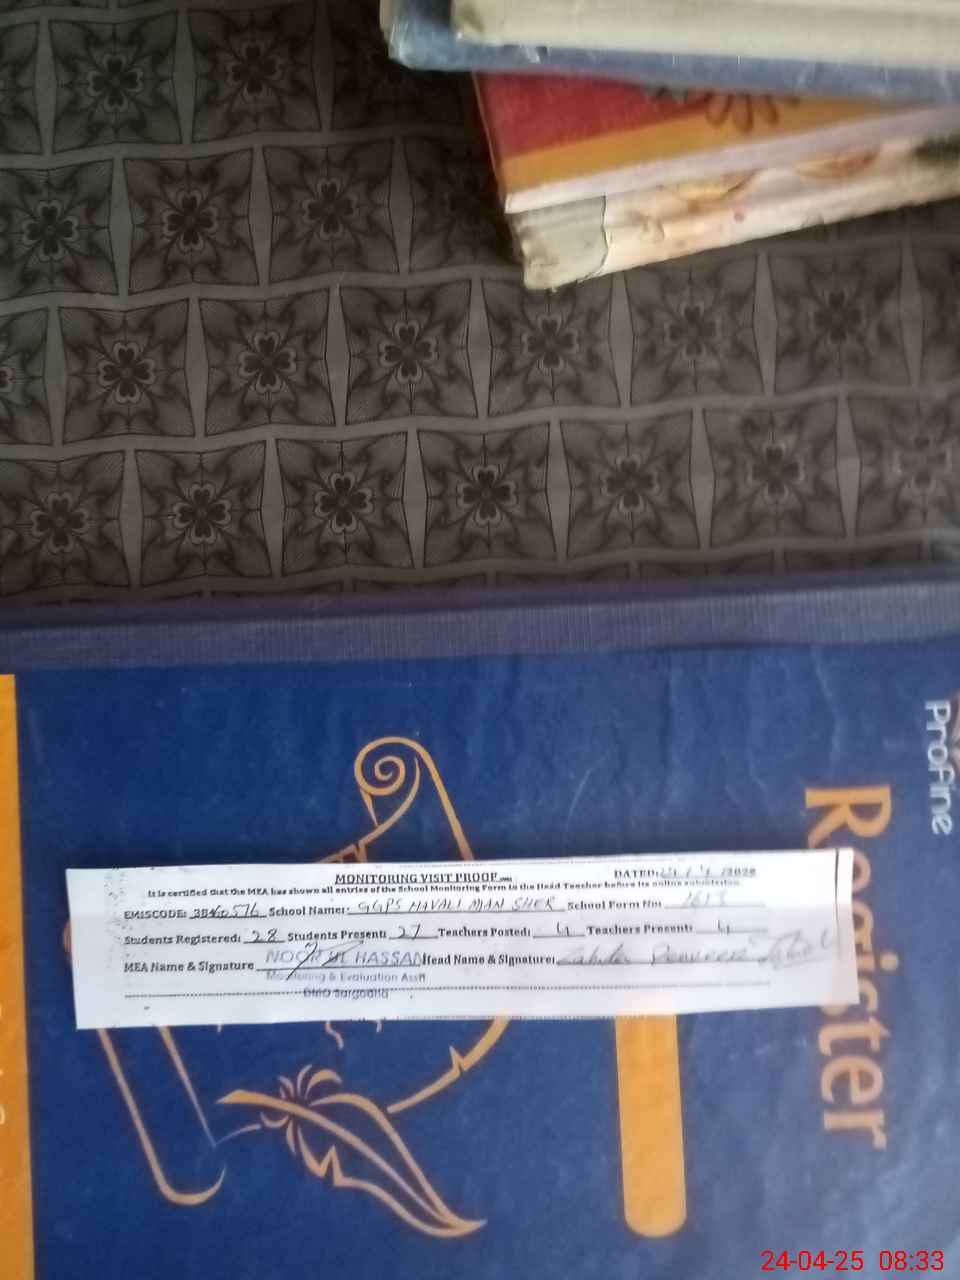 MONITORING VISIT PROOF
DATED: 24/4/2020
It is certified that the MEA has shown all entries of the School Monitoring Form to the Head Teacher before its online submission.
EMISCODE: 38460576 School Name: GGPS HAVALI MIAN SHER School Form No: 1613
Students Registered: 28 Students Present: 27 Teachers Posted: 4 Teachers Present: 4
MEA Name & Signature NOOR UL HASSAN Head Name & Signature:
Monitoring & Evaluation Asstt
DMO Sargodha
Profine
Register
24-04-25 08:33